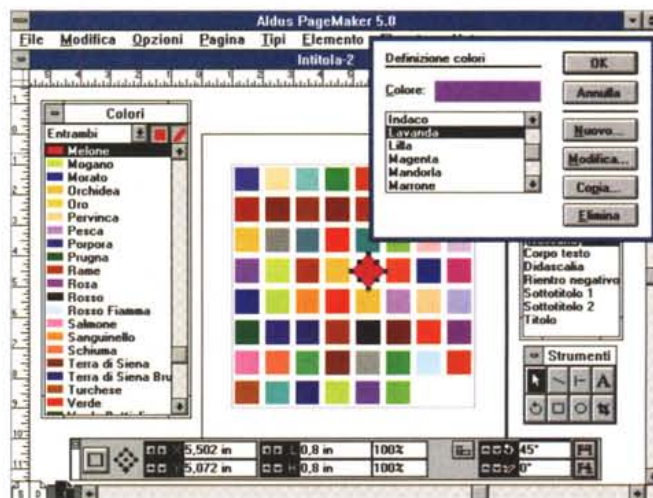 Aldus PageMaker 5.0
File Modifica Opzioni Pagina Tipi Elemento
Intitola-2
Definizione colori
Colore:
OK
Annulla
Nuovo...
Modifica...
Copia...
Elimina
Indaco
Lavanda
Lilla
Magenta
Mandorla
Marrone
Colori
Entrambi
Melone
Mogano
Morato
Orchidea
Oro
Pervinca
Pesca
Porpora
Prugna
Rame
Rosa
Rosso
Rosso Fiamma
Salmone
Sanguinello
Schiuma
Terra di Siena
Terra di Siena Bru
Turchese
Verde
Corpo testo
Didascalia
Rientro negativo
Sottotitolo 1
Sottotitolo 2
Titolo
Strumenti
A
X 5,502 in L 0,8 in 100% 45°
Y 5,072 in H 0,8 in 100% 0°